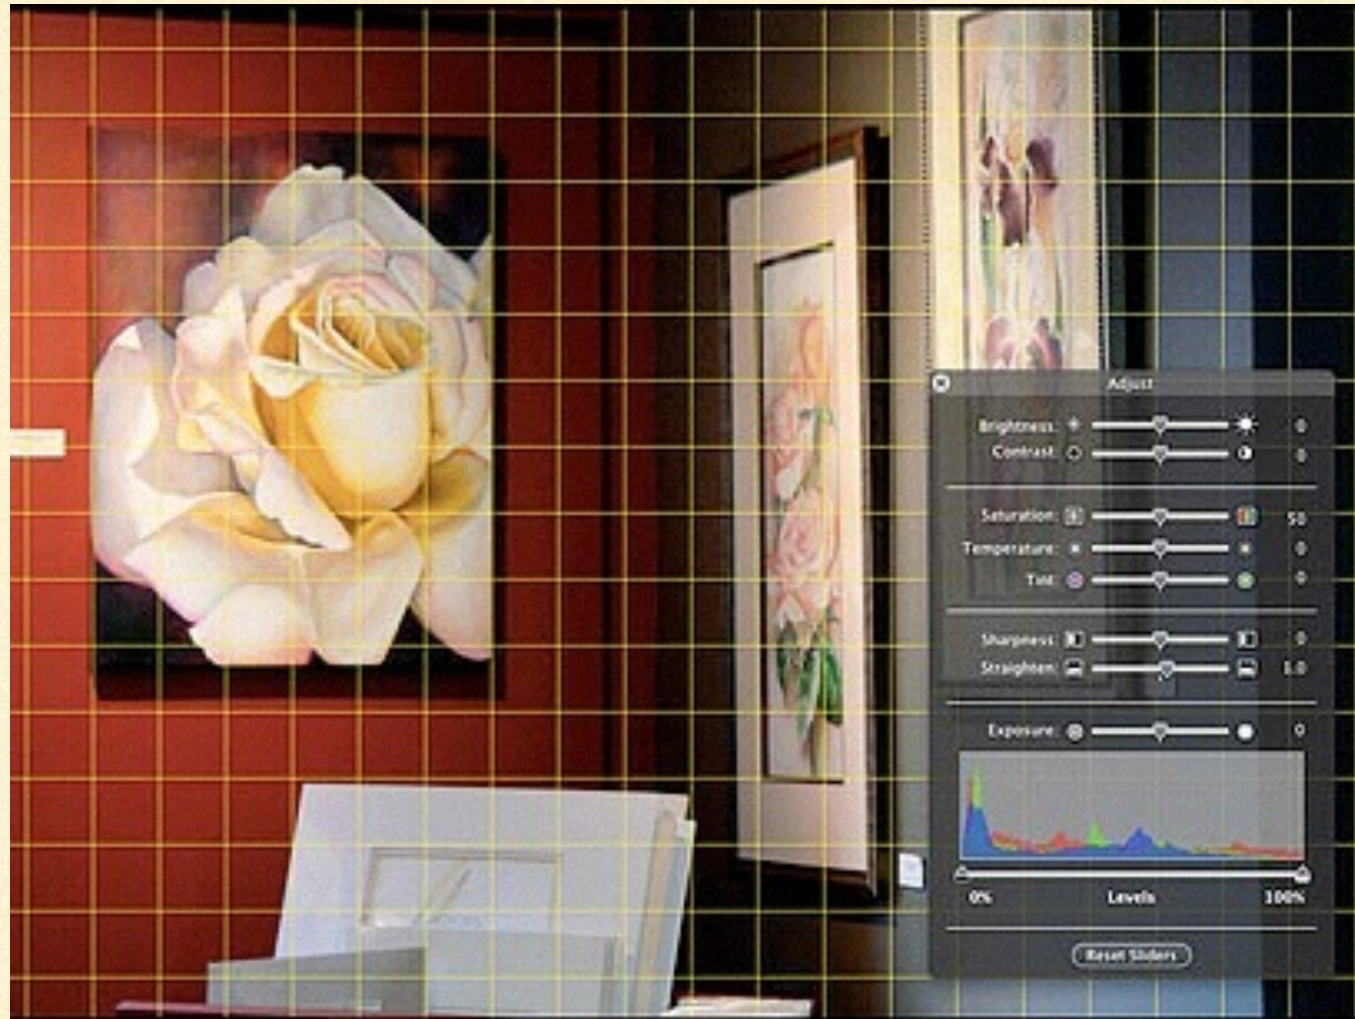 Adjust
Brightness: 0
Contrast: 0
Saturation: 50
Temperature: 0
Tint: 0
Sharpness: 0
Straighten: 1.0
Exposure: 0
0% Levels 100%
Reset Sliders